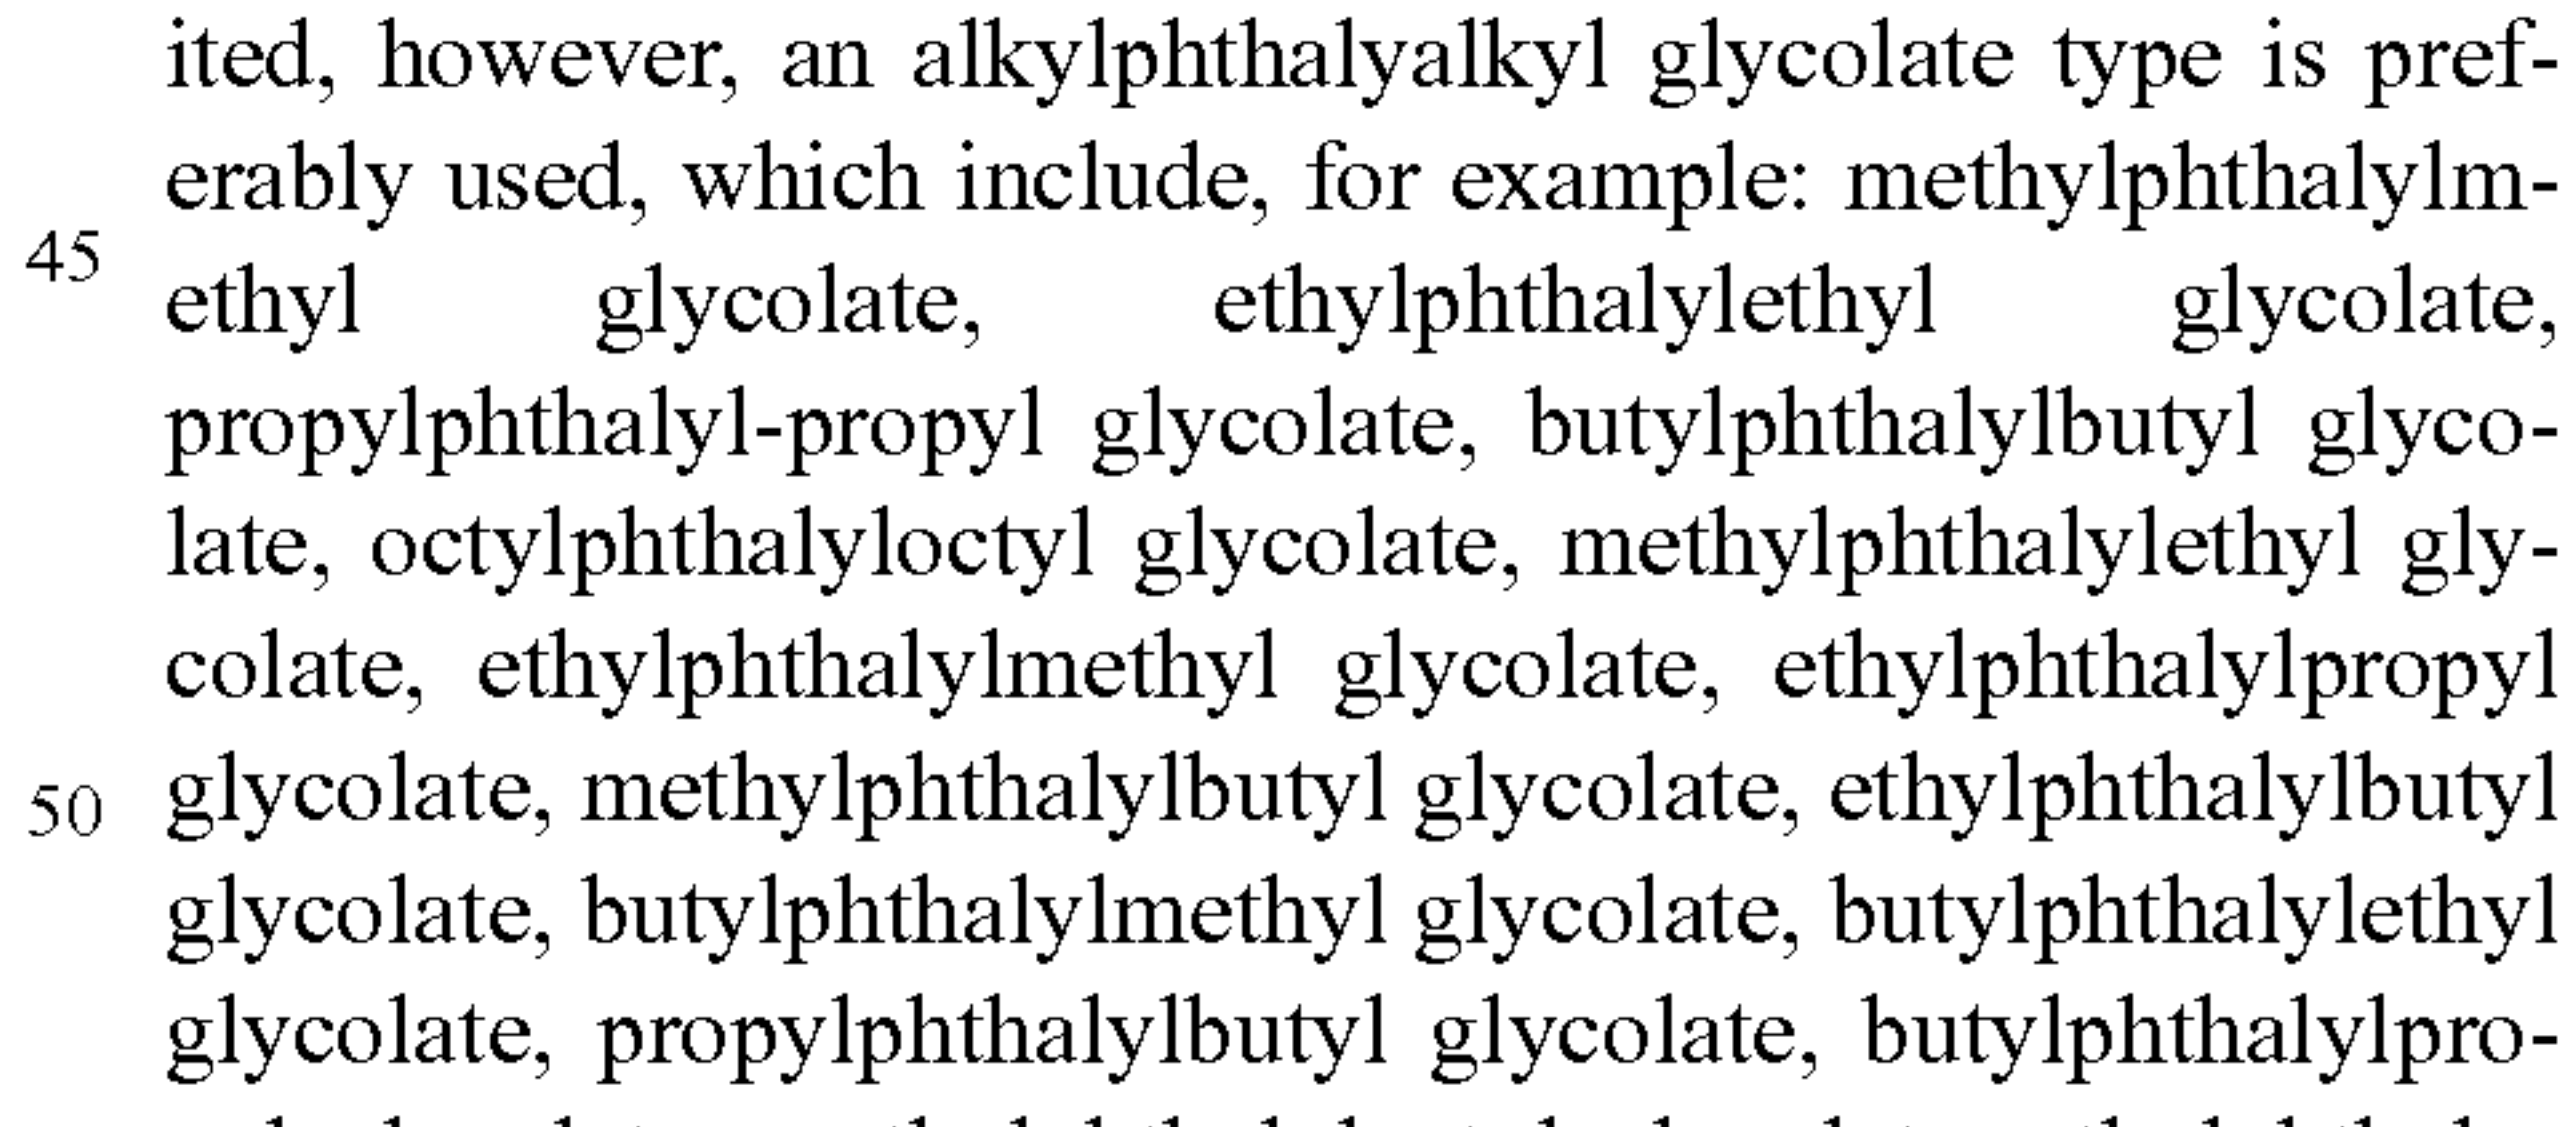 ited, however, an alkylphthalyalkyl glycolate type is pref-
erably used, which include, for example: methylphthalylm-
45
ethyl glycolate, ethylphthalylethyl glycolate,
propylphthalyl-propyl glycolate, butylphthalylbutyl glyco-
late, octylphthalyloctyl glycolate, methylphthalylethyl gly-
colate, ethylphthalylmethyl glycolate, ethylphthalylpropyl
50 glycolate, methylphthalylbutyl glycolate, ethylphthalylbutyl
glycolate, butylphthalylmethyl glycolate, butylphthalylethyl
glycolate, propylphthalylbutyl glycolate, butylphthalylpro-